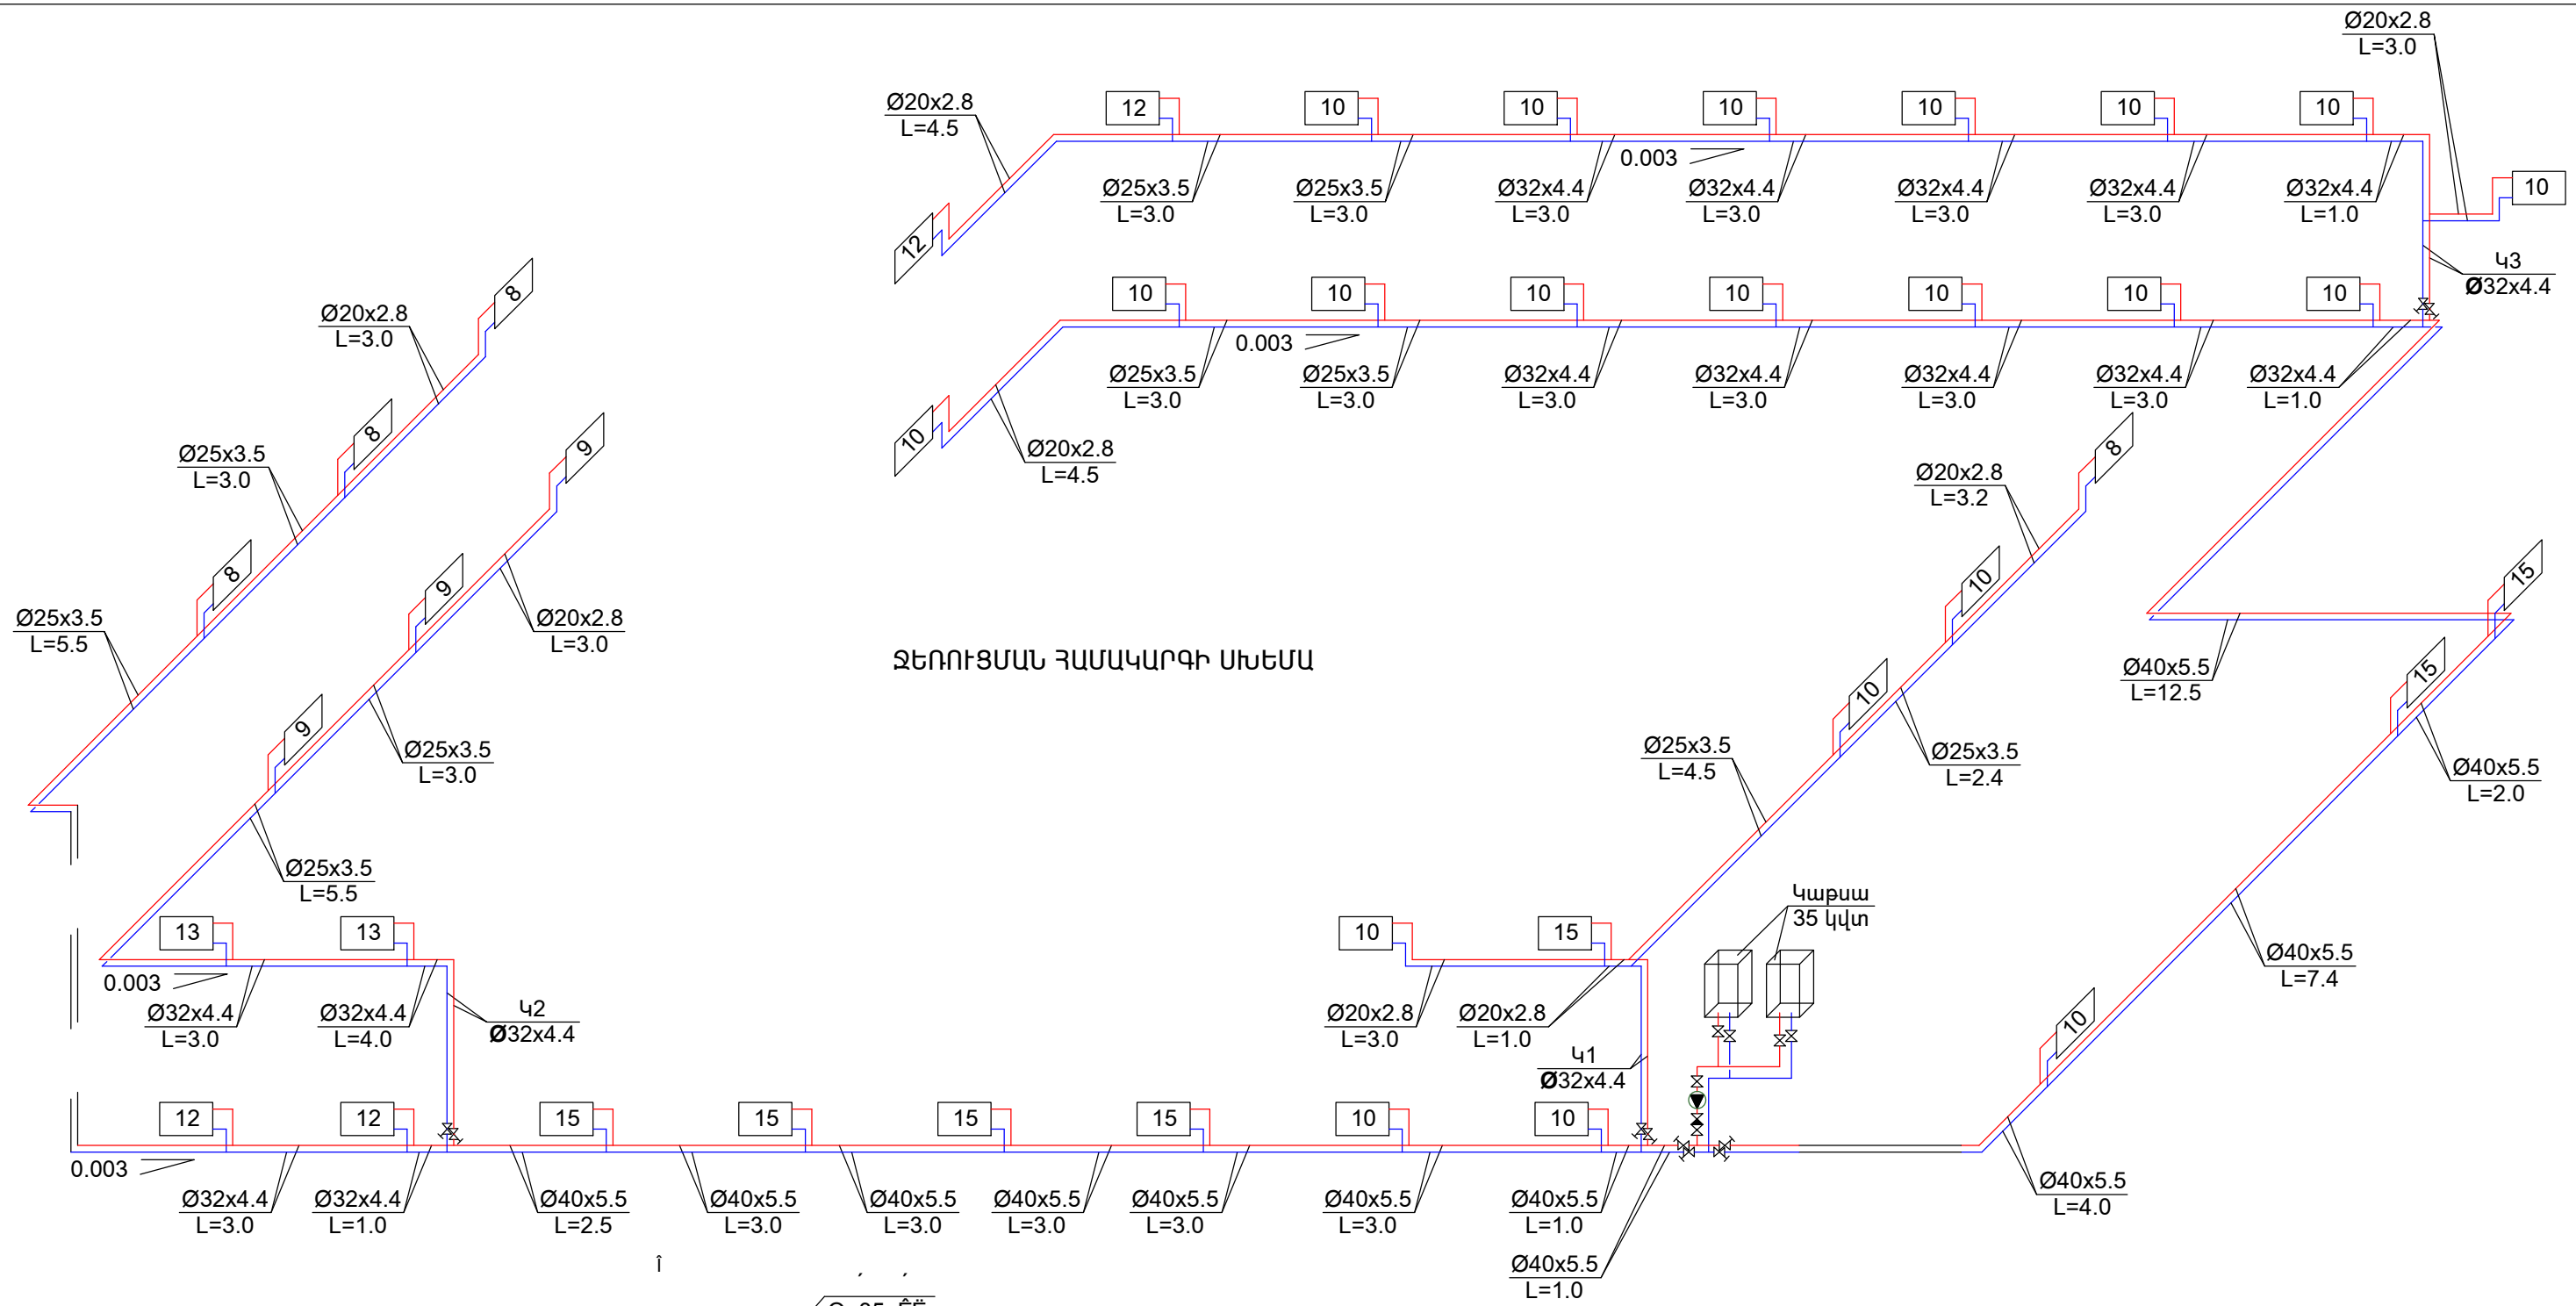 Ø20x2.8
L=3.0
Ø20x2.8
L=4.5
12
10
10
10
10
10
10
0.003
Ø25x3.5
L=3.0
Ø25x3.5
L=3.0
Ø32x4.4
L=3.0
Ø32x4.4
L=3.0
Ø32x4.4
L=3.0
Ø32x4.4
L=3.0
Ø32x4.4
L=1.0
10
12
Կ3
Ø32x4.4
8
Ø20x2.8
L=3.0
10
10
10
10
10
10
10
0.003
Ø25x3.5
L=3.0
Ø25x3.5
L=3.0
Ø32x4.4
L=3.0
Ø32x4.4
L=3.0
Ø32x4.4
L=3.0
Ø32x4.4
L=3.0
Ø32x4.4
L=1.0
8
Ø25x3.5
L=3.0
9
10
Ø20x2.8
L=4.5
8
Ø20x2.8
L=3.2
8
Ø25x3.5
L=5.5
9
Ø20x2.8
L=3.0
10
15
ՋԵՌՈՒՑՄԱՆ ՀԱՄԱԿԱՐԳԻ ՍԽԵՄԱ
Ø40x5.5
L=12.5
15
9
Ø25x3.5
L=3.0
10
Ø25x3.5
L=4.5
Ø25x3.5
L=2.4
Ø40x5.5
L=2.0
Ø25x3.5
L=5.5
Կաթսա
35 կվտ
13
13
10
15
0.003
Ø32x4.4
L=3.0
Ø32x4.4
L=4.0
Կ2
Ø32x4.4
Ø20x2.8
L=3.0
Ø20x2.8
L=1.0
Կ1
Ø32x4.4
Ø40x5.5
L=7.4
10
12
12
15
15
15
15
10
10
0.003
Ø32x4.4
L=3.0
Ø32x4.4
L=1.0
Ø40x5.5
L=2.5
Ø40x5.5
L=3.0
Ø40x5.5
L=3.0
Ø40x5.5
L=3.0
Ø40x5.5
L=3.0
Ø40x5.5
L=3.0
Ø40x5.5
L=1.0
Ø40x5.5
L=4.0
Ø40x5.5
L=1.0
Î